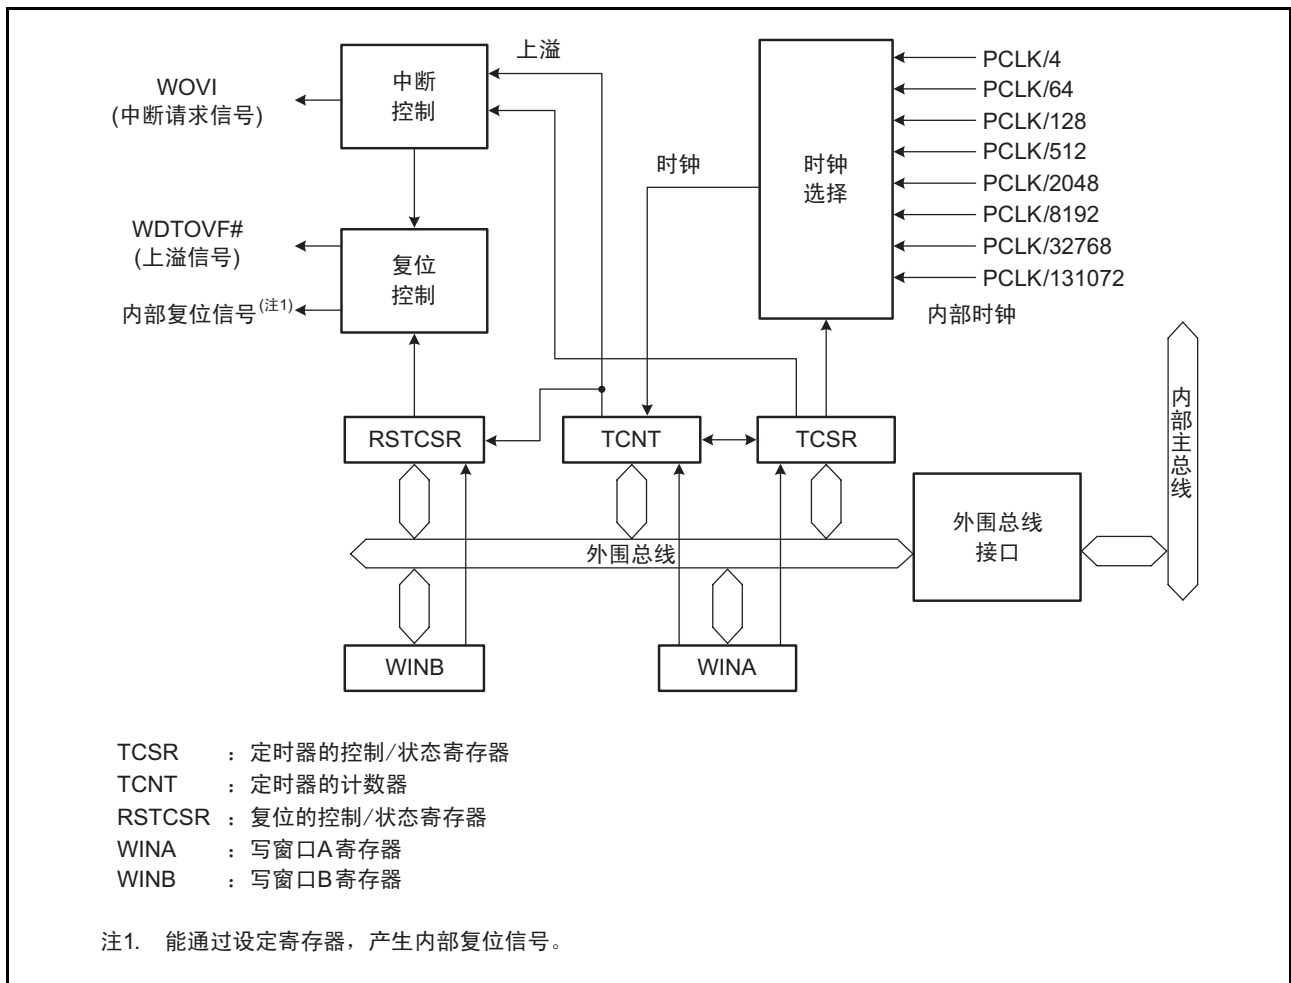 上溢
WOVI
(中断请求信号)
中断
控制
WDTOVF#
(上溢信号)
内部复位信号(注1)
复位
控制
时钟
时钟
选择
PCLK/4
PCLK/64
PCLK/128
PCLK/512
PCLK/2048
PCLK/8192
PCLK/32768
PCLK/131072
内部时钟
RSTCSR
TCNT
TCSR
内部主总线
外围总线
外围总线
接口
WINB
WINA
TCSR : 定时器的控制/状态寄存器
TCNT : 定时器的计数器
RSTCSR : 复位的控制/状态寄存器
WINA : 写窗口A寄存器
WINB : 写窗口B寄存器
注1. 能通过设定寄存器，产生内部复位信号。